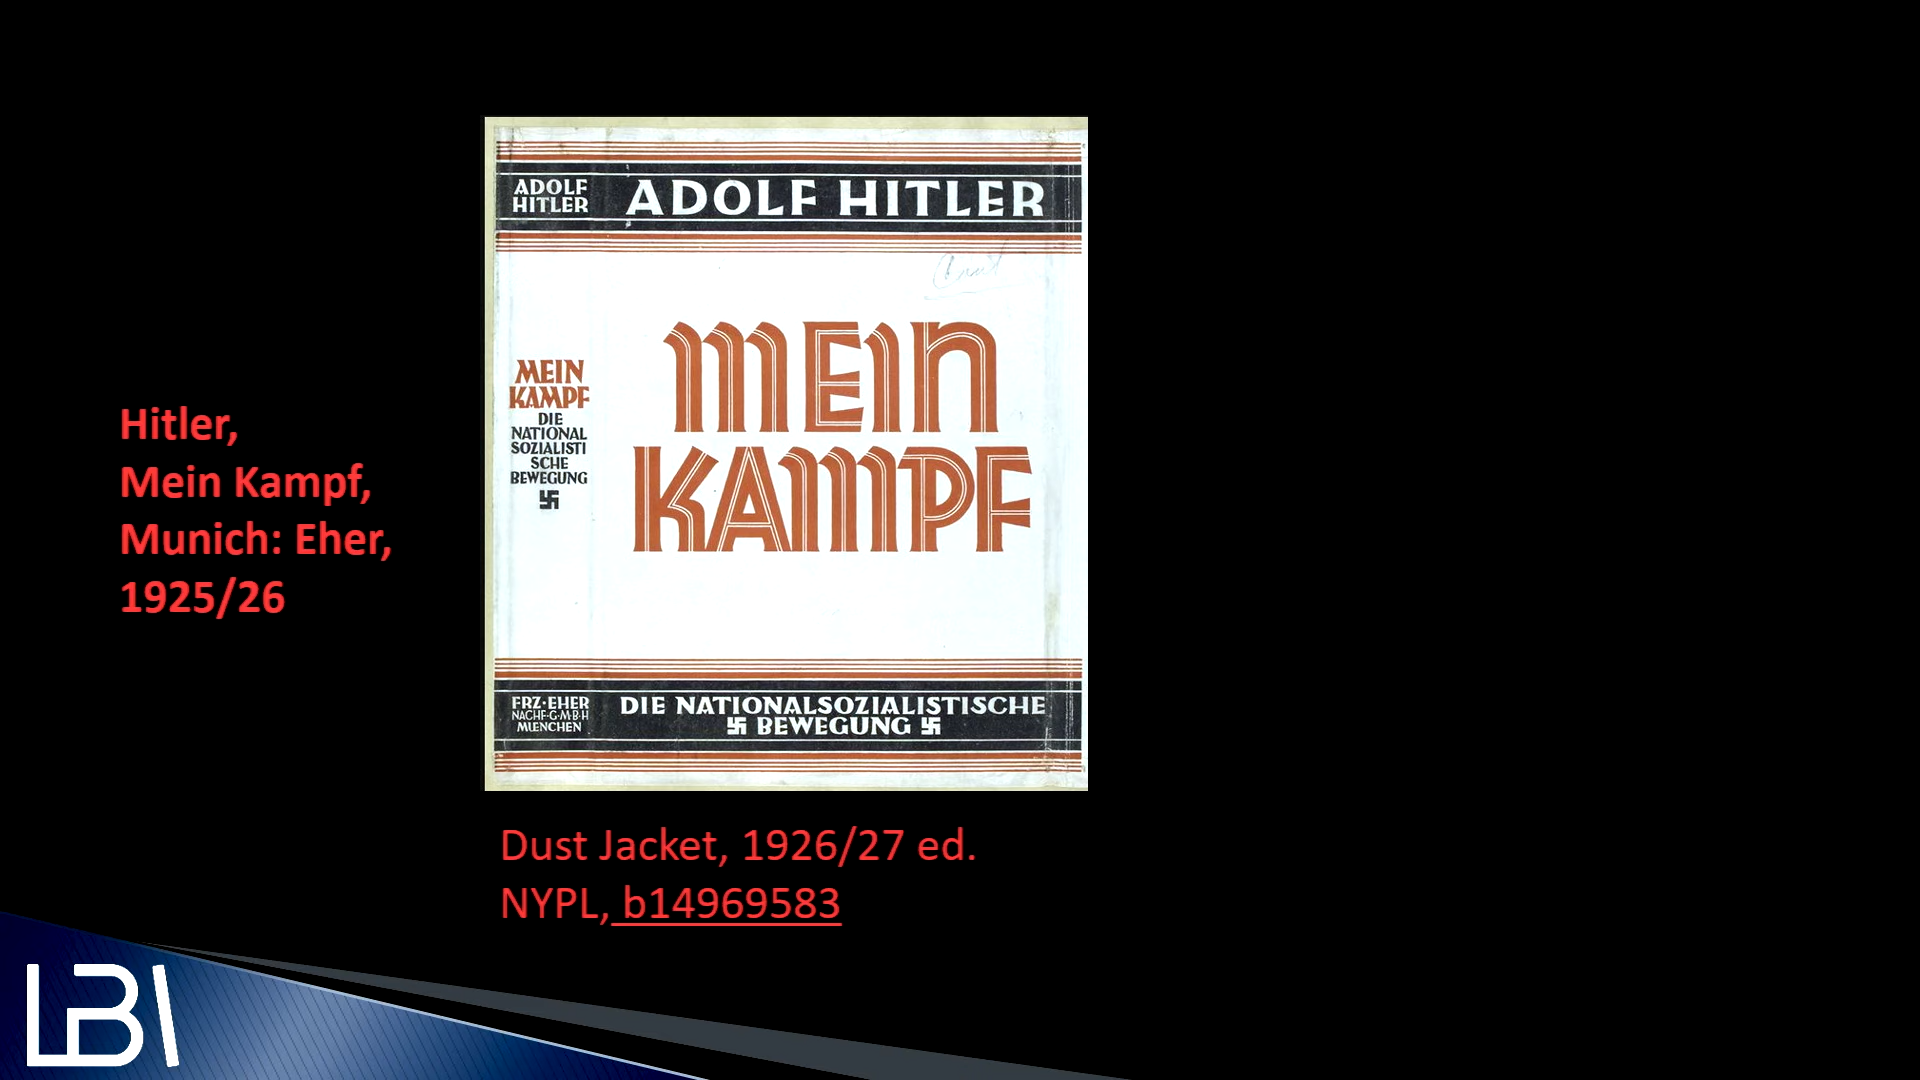 Hitler,
Mein Kampf,
Munich: Eher,
1925/26
ADOLF
HITLER
MEIN
KAMPF
DIE
NATIONAL
SOZIALISTI
SCHE
BEWEGUNG
FRZ·EHER
NACHF·G·M·B·H
MUENCHEN
ADOLF HITLER
MEIN
KAMPF
DIE NATIONALSOZIALISTISCHE
BEWEGUNG
Dust Jacket, 1926/27 ed.
NYPL, b14969583
LBI